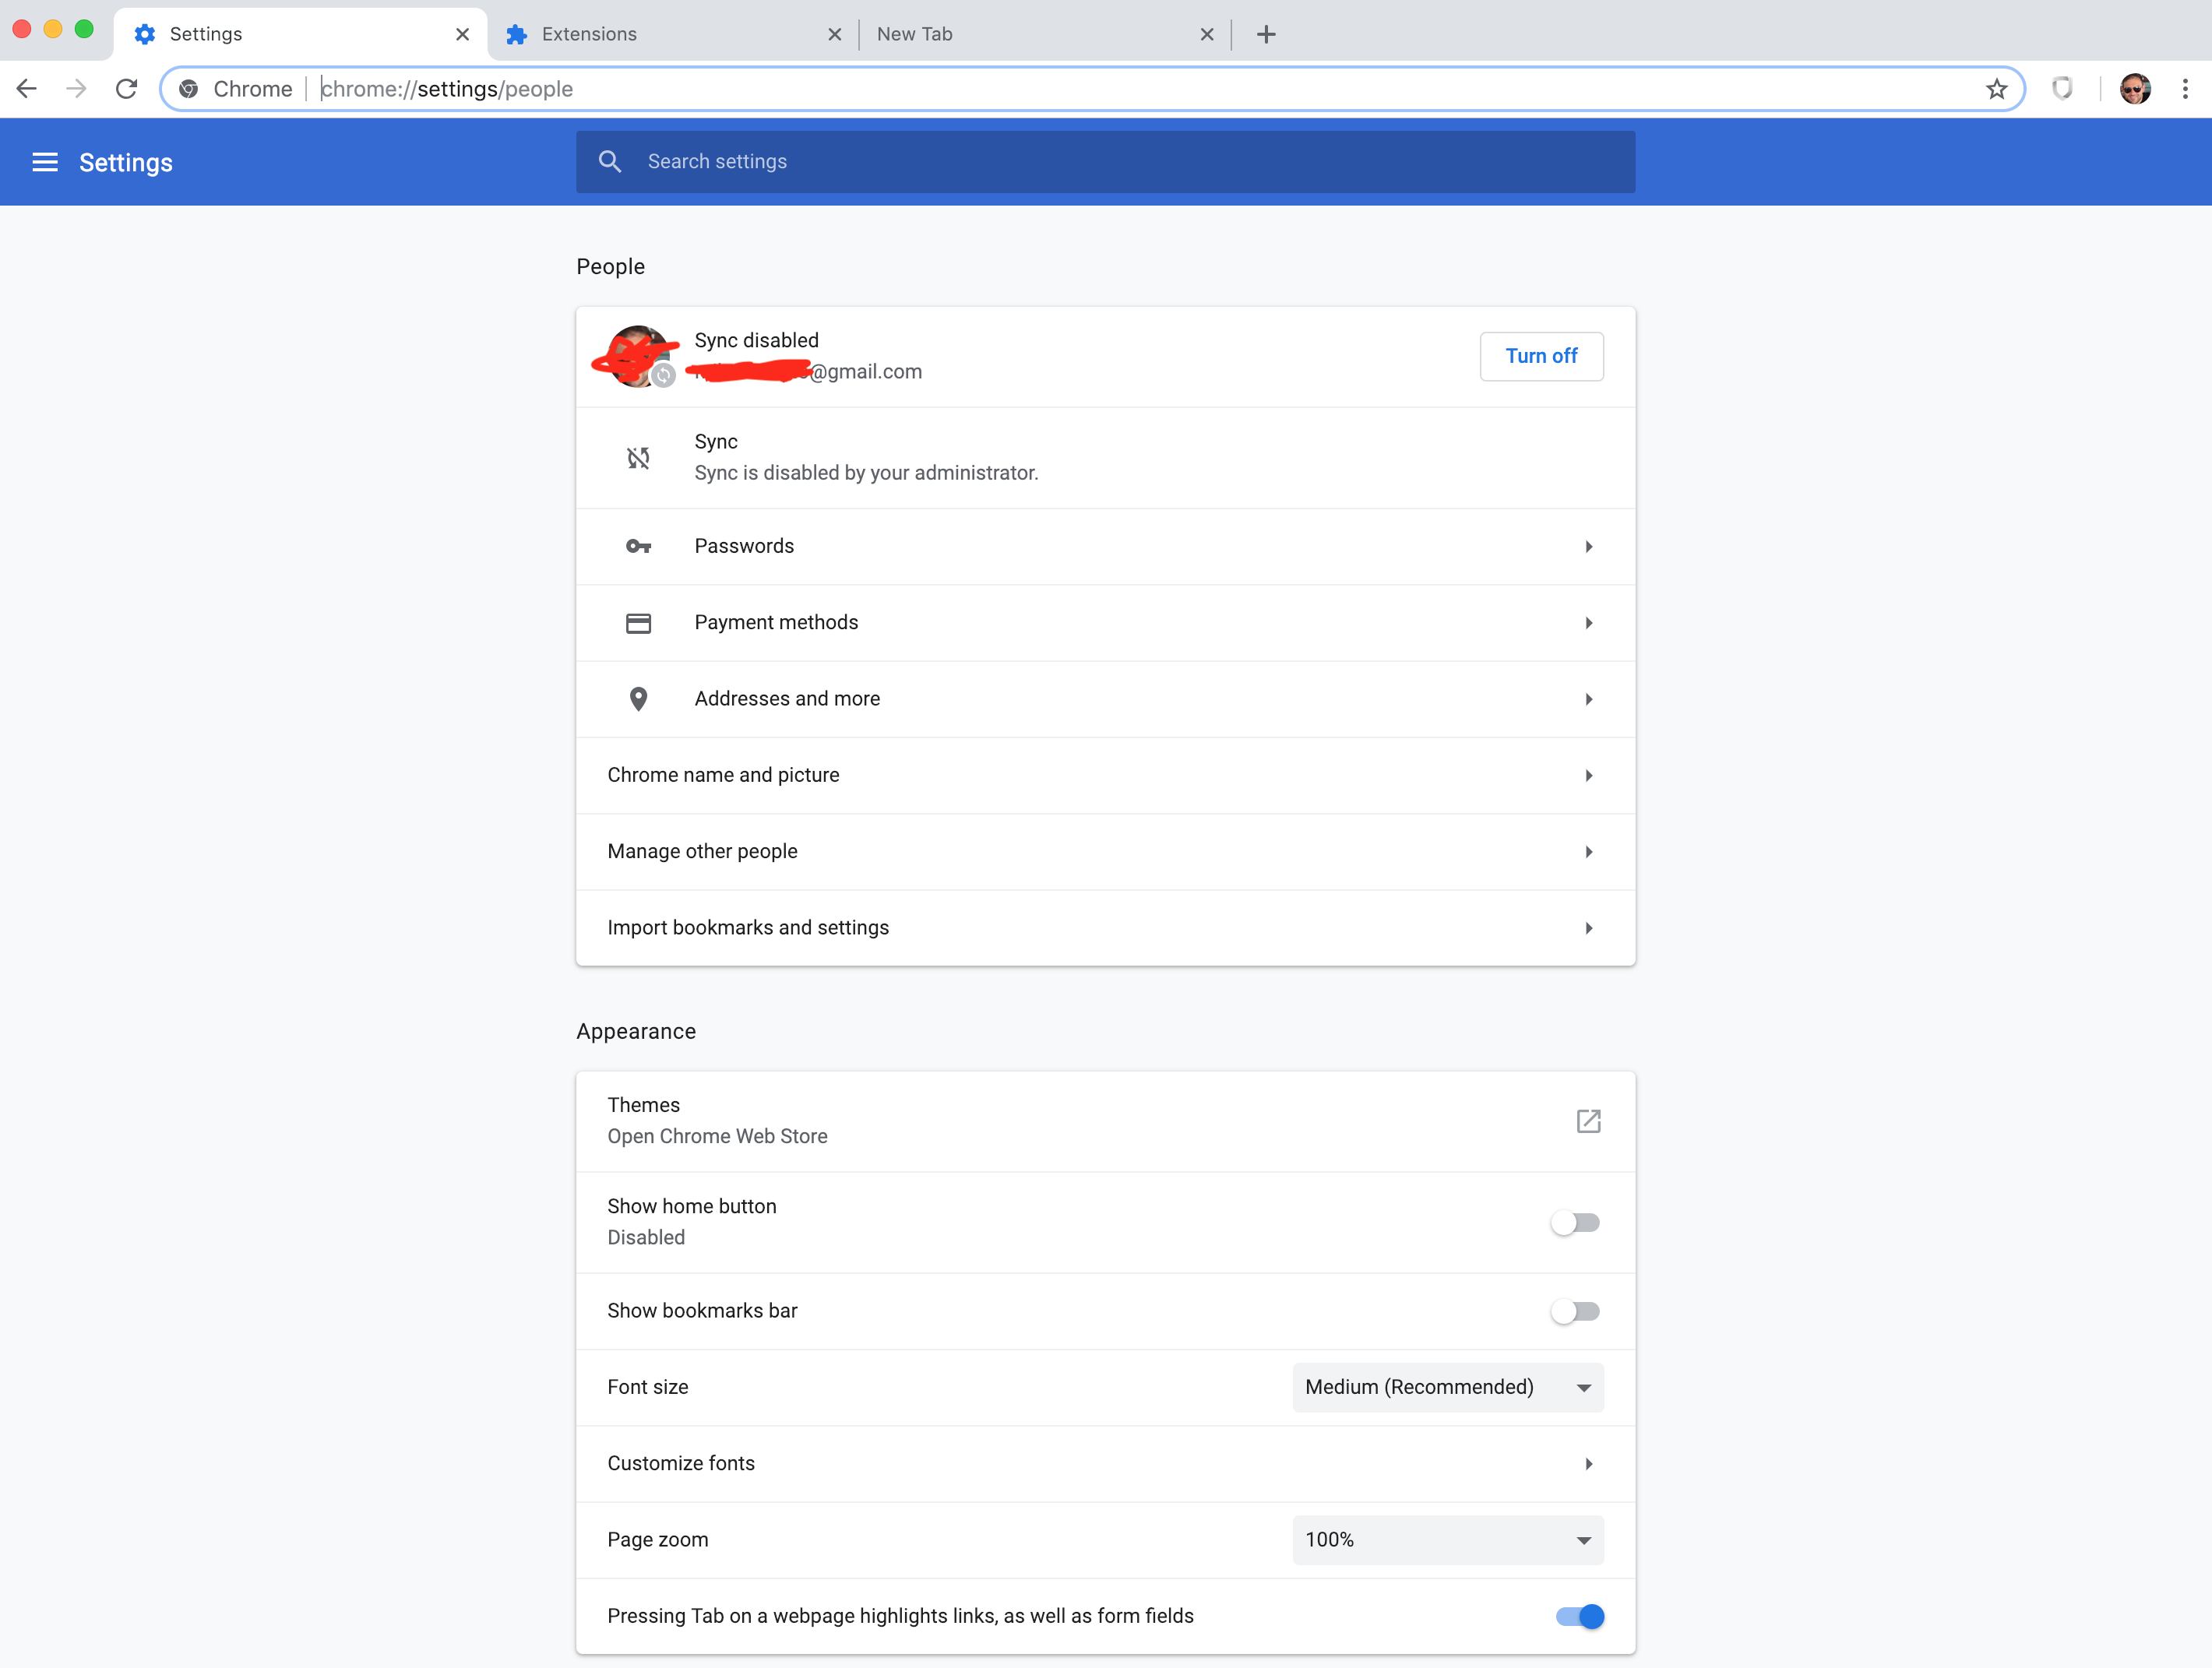 Settings
Extensions
New Tab
Chrome
chrome://settings/people
Settings
Search settings
People
Sync disabled
@gmail.com
Turn off
Sync
Sync is disabled by your administrator.
Passwords
Payment methods
Addresses and more
Chrome name and picture
Manage other people
Import bookmarks and settings
Appearance
Themes
Open Chrome Web Store
Show home button
Disabled
Show bookmarks bar
Font size
Medium (Recommended)
Customize fonts
Page zoom
100%
Pressing Tab on a webpage highlights links, as well as form fields